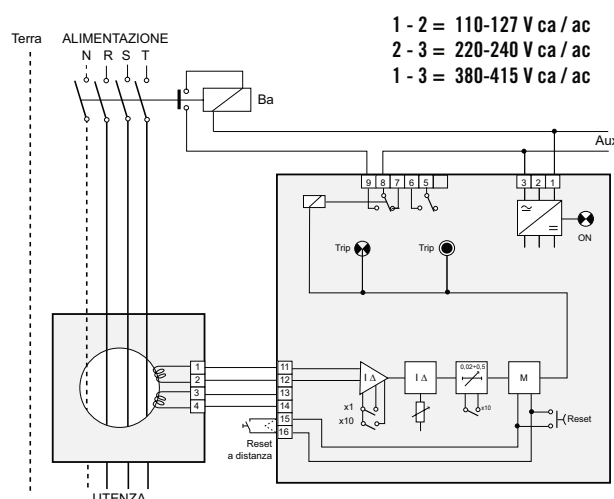 1 - 2 = 110-127 V ca / ac
2 - 3 = 220-240 V ca / ac
1 - 3 = 380-415 V ca / ac
Terra
ALIMENTAZIONE
N R S T
Ba
Aux
9 8 7 6 5
3 2 1
ON
Trip
Trip
1
2
3
4
11
12
13
14
15
16
I Δ
x1
x10
I Δ
0,02÷0,5
x10
M
Reset
Reset
a distanza
UTENZA